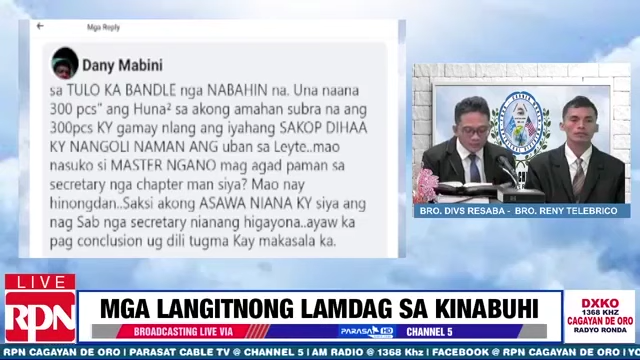 Mga Reply
Dany Mabini
sa TULO KA BANDLE nga NABAHIN na. Una naana
300 pcs" ang Huna² sa akong amahan subra na ang
300pcs KY gamay nlang ang iyahang SAKOP DIHAA
KY NANGOLI NAMAN ANG uban sa Leyte..mao
nasuko si MASTER NGANO mag agad paman sa
secretary nga chapter man siya? Mao nay
hinongdan..Saksi akong ASAWA NIANA KY siya ang
nag Sab nga secretary nianang higayona..ayaw ka
pag conclusion ug dili tugma Kay makasala ka.
BRO. DIVS RESABA - BRO. RENY TELEBRICO
LIVE
RPN
MGA LANGITNONG LAMDAG SA KINABUHI
BROADCASTING LIVE VIA
PARASAT HD
CHANNEL 5
DXKO
1368 KHZ
CAGAYAN DE ORO
RADYO RONDA
RPN CAGAYAN DE ORO | PARASAT CABLE TV @ CHANNEL 5 | AM RADIO @ 1368 Khz | FACEBOOK @ RPN CAGAYAN DE ORO